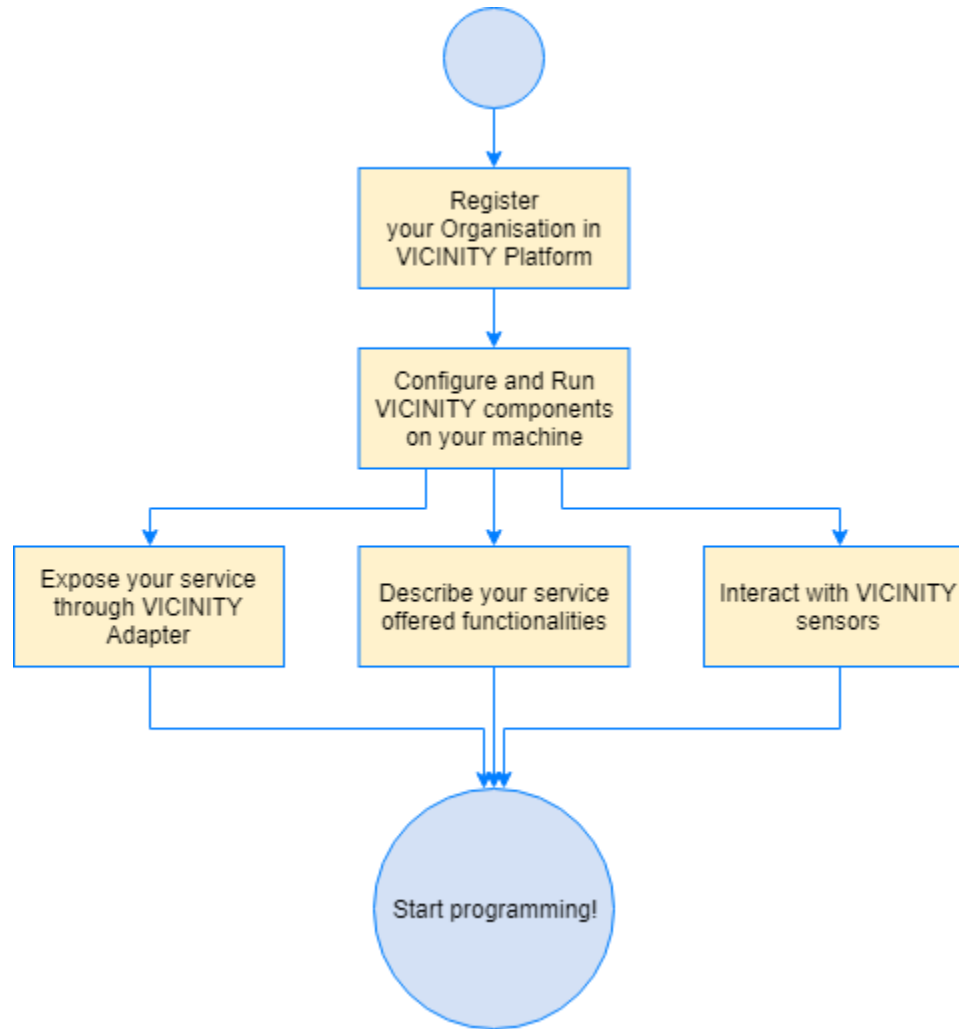 Register
your Organisation in
VICINITY Platform
Configure and Run
VICINITY components
on your machine
Expose your service
through VICINITY
Adapter
Describe your service
offered functionalities
Interact with VICINITY
sensors
Start programming!